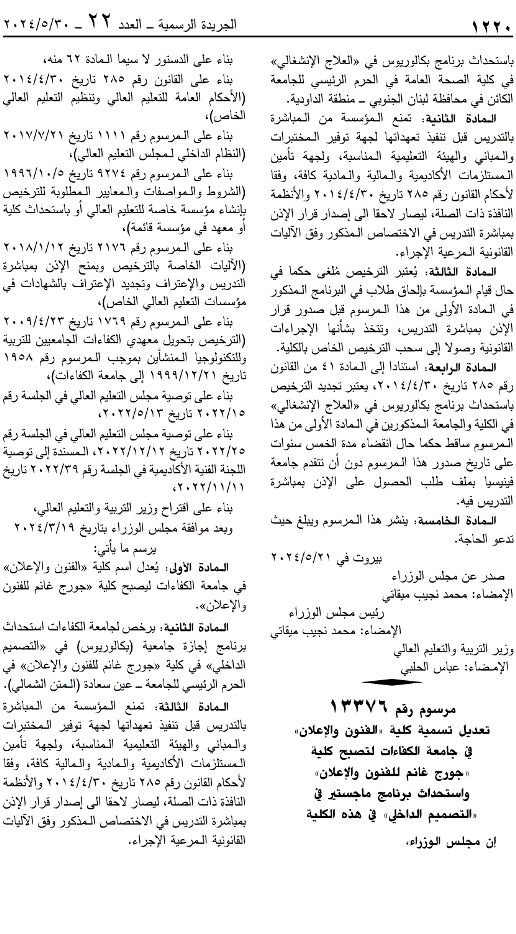 ١٢٢٠
الجريدة الرسمية ـ العدد ٢٢ ـ ٢٠٢٤/٥/٣٠
باستحداث برنامج بكالوريوس في «العلاج الإنشغالي»
في كلية الصحة العامة في الحرم الرئيسي للجامعة
الكائن في محافظة لبنان الجنوبي ـ منطقة الداودية.
المادة الثانية: تمنع المؤسسة من المباشرة
بالتدريس قبل تنفيذ تعهداتها لجهة توفير المختبرات
والمباني والهيئة التعليمية المناسبة، ولجهة تأمين
المستلزمات الأكاديمية والمالية والمادية كافة، وفقا
لأحكام القانون رقم ٢٨٥ تاريخ ٢٠١٤/٤/٣٠ والأنظمة
النافذة ذات الصلة، ليصار لاحقا الى إصدار قرار الإذن
بمباشرة التدريس في الاختصاص المذكور وفق الآليات
القانونية المرعية الإجراء.
المادة الثالثة: يُعتبر الترخيص مُلغى حكما في
حال قيام المؤسسة بإلحاق طلاب في البرنامج المذكور
في المادة الأولى من هذا المرسوم قبل صدور قرار
الإذن بمباشرة التدريس، وتتخذ بشأنها الإجراءات
القانونية وصولا إلى سحب الترخيص الخاص بالكلية.
المادة الرابعة: استنادا إلى المادة ٤١ من القانون
رقم ٢٨٥ تاريخ ٢٠١٤/٤/٣٠، يعتبر تجديد الترخيص
باستحداث برنامج بكالوريوس في «العلاج الإنشغالي»
في الكلية والجامعة المذكورين في المادة الأولى من هذا
المرسوم ساقط حكما حال انقضاء مدة الخمس سنوات
على تاريخ صدور هذا المرسوم دون أن تتقدم جامعة
فينيسيا بملف طلب الحصول على الإذن بمباشرة
التدريس فيه.
المادة الخامسة: ينشر هذا المرسوم ويبلغ حيث
تدعو الحاجة.
بيروت في ٢٠٢٤/٥/٢١
صدر عن مجلس الوزراء
الإمضاء: محمد نجيب ميقاتي
رئيس مجلس الوزراء
الإمضاء: محمد نجيب ميقاتي
وزير التربية والتعليم العالي
الإمضاء: عباس الحلبي
مرسوم رقم ١٣٣٧٦
تعديل تسمية كلية «الفنون والإعلان»
في جامعة الكفاءات لتصبح كلية
«جورج غانم للفنون والإعلان»
واستحداث برنامج ماجستير في
«التصميم الداخلي» في هذه الكلية
إن مجلس الوزراء،
بناء على الدستور لا سيما المادة ٦٢ منه،
بناء على القانون رقم ٢٨٥ تاريخ ٢٠١٤/٤/٣٠
(الأحكام العامة للتعليم العالي وتنظيم التعليم العالي
الخاص)،
بناء على المرسوم رقم ١١١١ تاريخ ٢٠١٧/٧/٢١
(النظام الداخلي لمجلس التعليم العالي)،
بناء على المرسوم رقم ٩٢٧٤ تاريخ ١٩٩٦/١٠/٥
(الشروط والمواصفات والمعايير المطلوبة للترخيص
بإنشاء مؤسسة خاصة للتعليم العالي أو باستحداث كلية
أو معهد في مؤسسة قائمة)،
بناء على المرسوم رقم ٢١٧٦ تاريخ ٢٠١٨/١/١٢
(الآليات الخاصة بالترخيص وبمنح الإذن بمباشرة
التدريس والإعتراف وتجديد الإعتراف بالشهادات في
مؤسسات التعليم العالي الخاص)،
بناء على المرسوم رقم ١٧٦٩ تاريخ ٢٠٠٩/٤/٢٣
(الترخيص بتحويل معهدي الكفاءات الجامعيين للتربية
وللتكنولوجيا المنشأين بموجب المرسوم رقم ١٩٥٨
تاريخ ١٩٩٩/١٢/٢١ إلى جامعة الكفاءات)،
بناء على توصية مجلس التعليم العالي في الجلسة رقم
٢٠٢٢/١٥ تاريخ ٢٠٢٢/٥/١٣،
بناء على توصية مجلس التعليم العالي في الجلسة رقم
٢٠٢٢/٢٥ تاريخ ٢٠٢٢/١٢/١٢، المسندة إلى توصية
اللجنة الفنية الأكاديمية في الجلسة رقم ٢٠٢٢/٣٩ تاريخ
٢٠٢٢/١١/١١،
بناء على اقتراح وزير التربية والتعليم العالي،
وبعد موافقة مجلس الوزراء بتاريخ ٢٠٢٤/٣/١٩
يرسم ما يأتي:
المادة الأولى: يُعدل اسم كلية «الفنون والإعلان»
في جامعة الكفاءات ليصبح كلية «جورج غانم للفنون
والإعلان».
المادة الثانية: يرخص لجامعة الكفاءات استحداث
برنامج إجازة جامعية (بكالوريوس) في «التصميم
الداخلي» في كلية «جورج غانم للفنون والإعلان» في
الحرم الرئيسي للجامعة ـ عين سعادة (المتن الشمالي).
المادة الثالثة: تمنع المؤسسة من المباشرة
بالتدريس قبل تنفيذ تعهداتها لجهة توفير المختبرات
والمباني والهيئة التعليمية المناسبة، ولجهة تأمين
المستلزمات الأكاديمية والمادية والمالية كافة، وفقا
لأحكام القانون رقم ٢٨٥ تاريخ ٢٠١٤/٤/٣٠ والأنظمة
النافذة ذات الصلة، ليصار لاحقا الى إصدار قرار الإذن
بمباشرة التدريس في الاختصاص المذكور وفق الآليات
القانونية المرعية الإجراء.